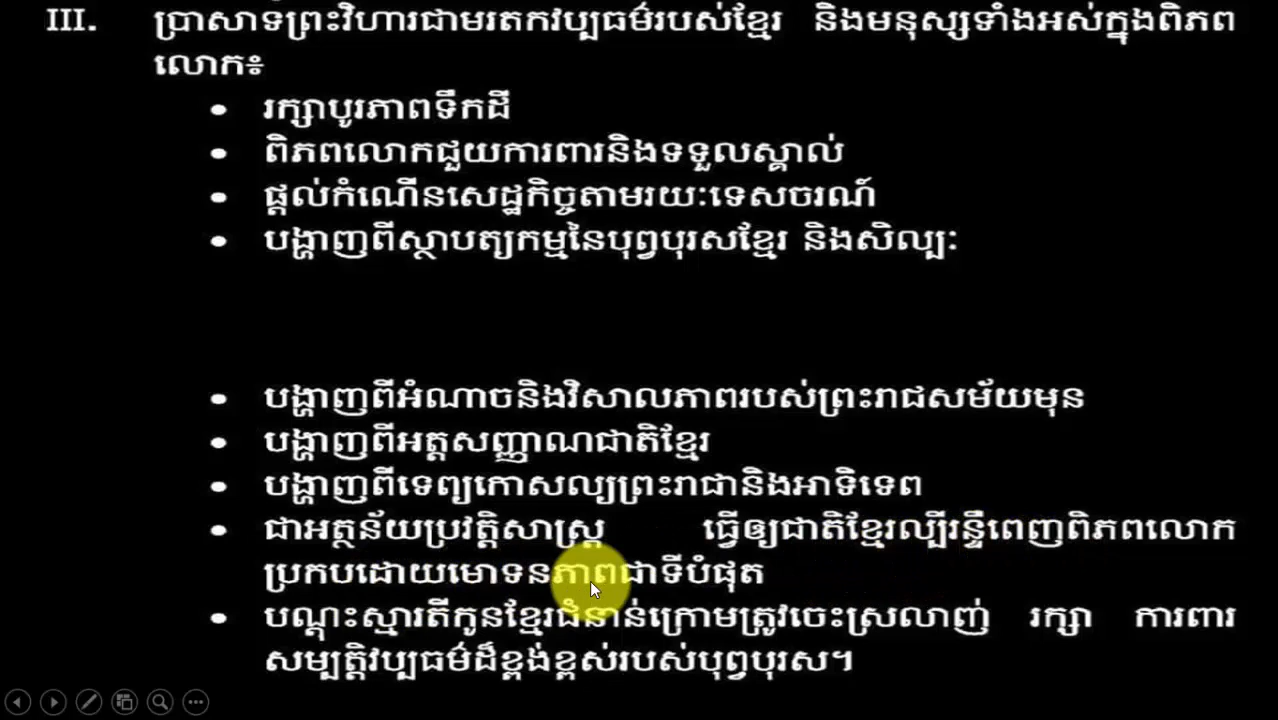 III. ប្រាសាទព្រះវិហារជាមរតកវប្បធម៌របស់ខ្មែរ និងមនុស្សទាំងអស់ក្នុងពិភព
លោក៖
• រក្សាបូរភាពទឹកដី
• ពិភពលោកជួយការពារនិងទទួលស្គាល់
• ផ្តល់កំណើនសេដ្ឋកិច្ចតាមរយៈទេសចរណ៍
• បង្ហាញពីស្ថាបត្យកម្មនៃបុព្វបុរសខ្មែរ និងសិល្បៈ
• បង្ហាញពីអំណាចនិងវិសាលភាពរបស់ព្រះរាជសម័យមុន
• បង្ហាញពីអត្តសញ្ញាណជាតិខ្មែរ
• បង្ហាញពីទេព្យកោសល្យព្រះរាជានិងអាទិទេព
• ជាអត្ថន័យប្រវត្តិសាស្ត្រ ធ្វើឲ្យជាតិខ្មែរល្បីរន្ទឺពេញពិភពលោក
ប្រកបដោយមោទនភាពជាទីបំផុត
• បណ្តុះស្មារតីកូនខ្មែរជំនាន់ក្រោមត្រូវចេះស្រលាញ់ រក្សា ការពារ
សម្បត្តិវប្បធម៌ដ៏ខ្ពង់ខ្ពស់របស់បុព្វបុរស។